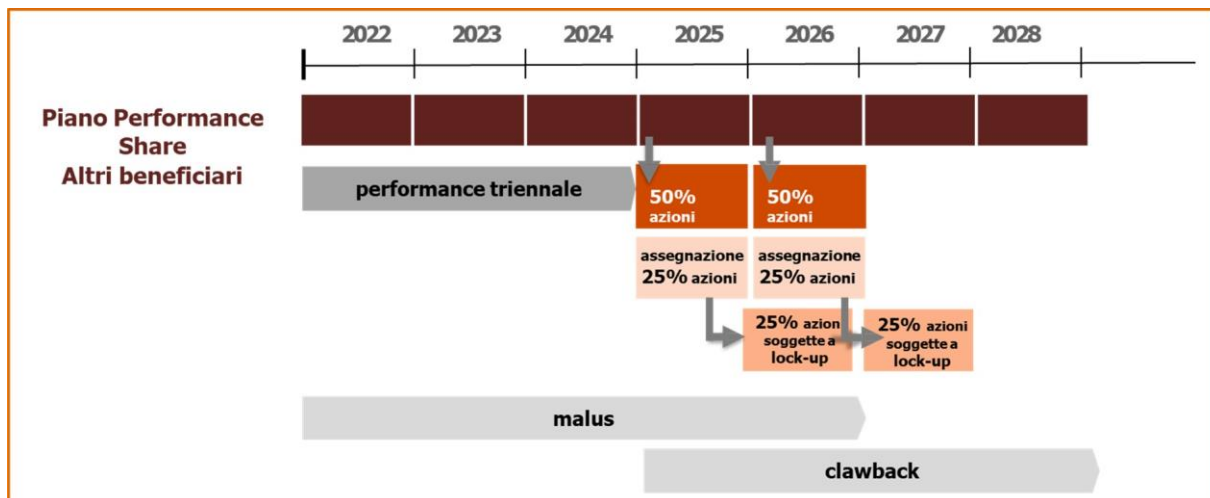 2022 2023 2024 2025 2026 2027 2028
Piano Performance
Share
Altri beneficiari
performance triennale
50%
azioni
50%
azioni
assegnazione
25% azioni
assegnazione
25% azioni
25% azion
soggette a
lock-up
25% azioni
soggette a
lock-up
malus
clawback